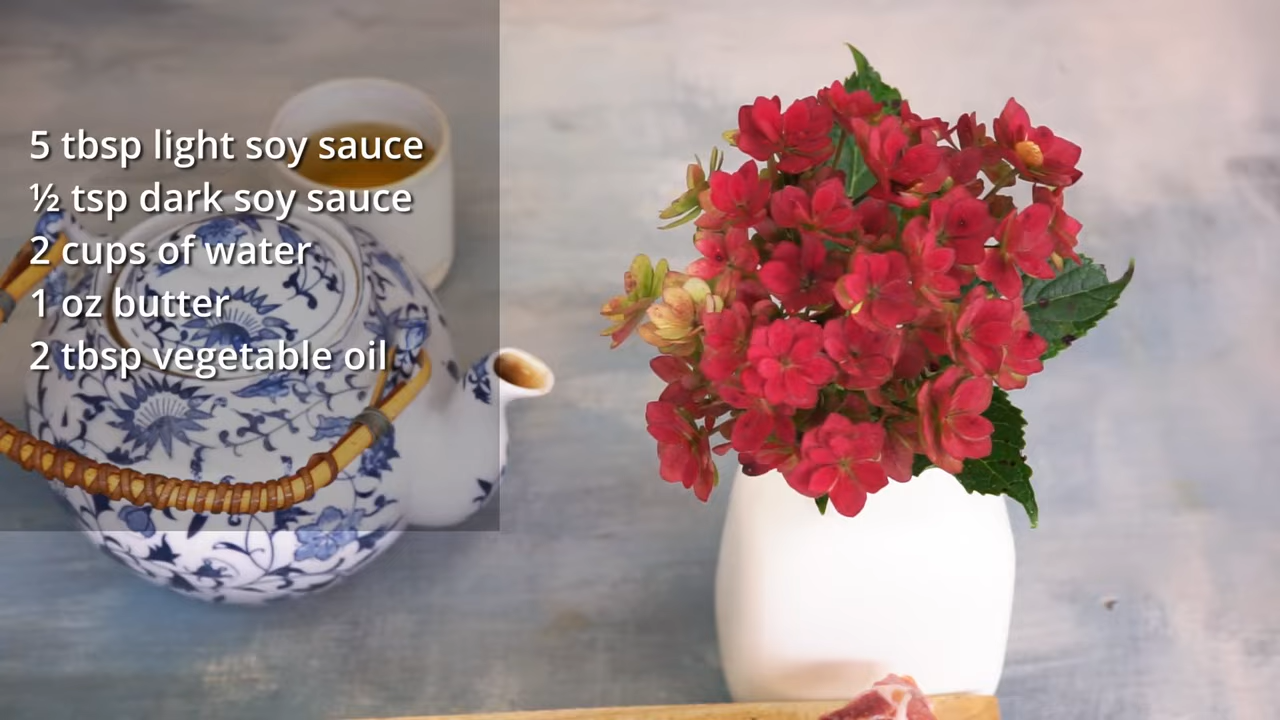 5 tbsp light soy sauce
½ tsp dark soy sauce
2 cups of water
1 oz butter
2 tbsp vegetable oil